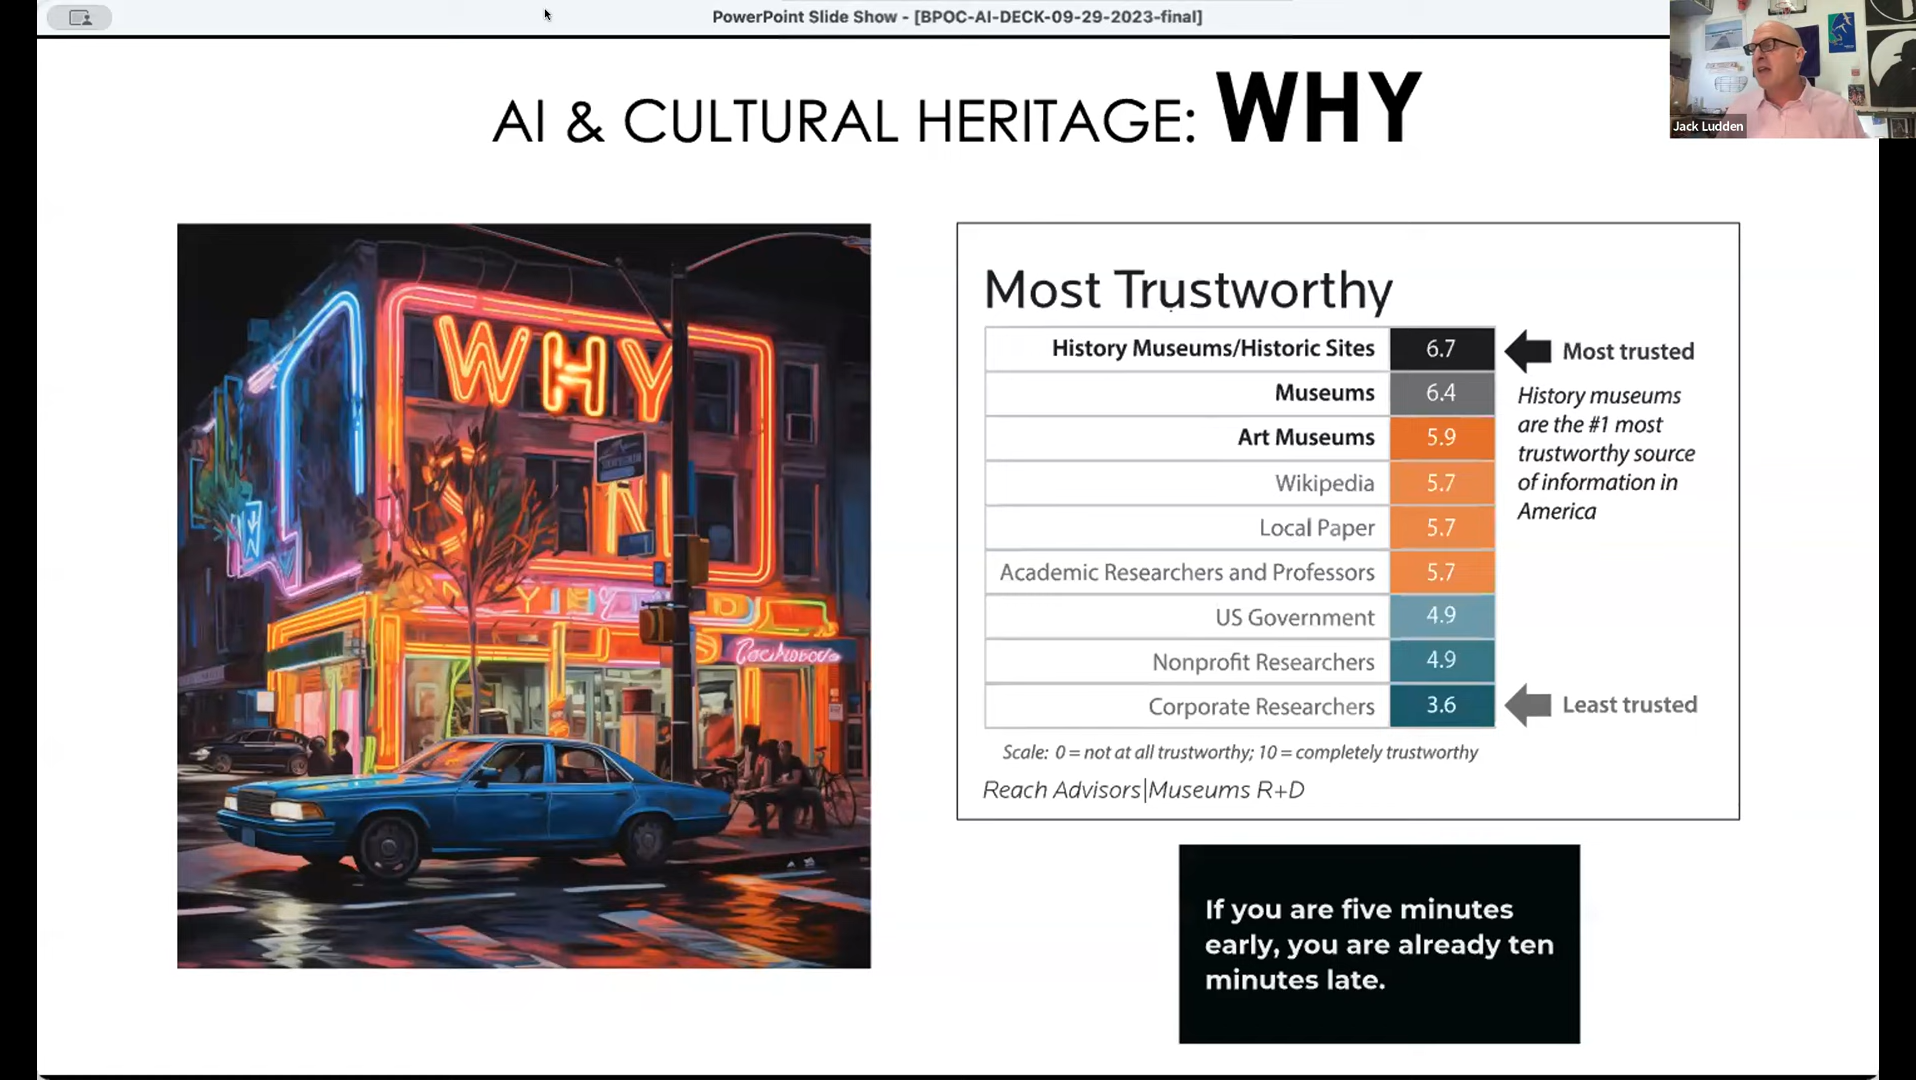 PowerPoint Slide Show - [BPOC-AI-DECK-09-29-2023-final]
Jack Ludden
AI & CULTURAL HERITAGE: WHY
WHY
Most Trustworthy
History Museums/Historic Sites 6.7
Museums 6.4
Art Museums 5.9
Wikipedia 5.7
Local Paper 5.7
Academic Researchers and Professors 5.7
US Government 4.9
Nonprofit Researchers 4.9
Corporate Researchers 3.6
Most trusted
History museums
are the #1 most
trustworthy source
of information in
America
Least trusted
Scale: 0 = not at all trustworthy; 10 = completely trustworthy
Reach Advisors|Museums R+D
If you are five minutes
early, you are already ten
minutes late.